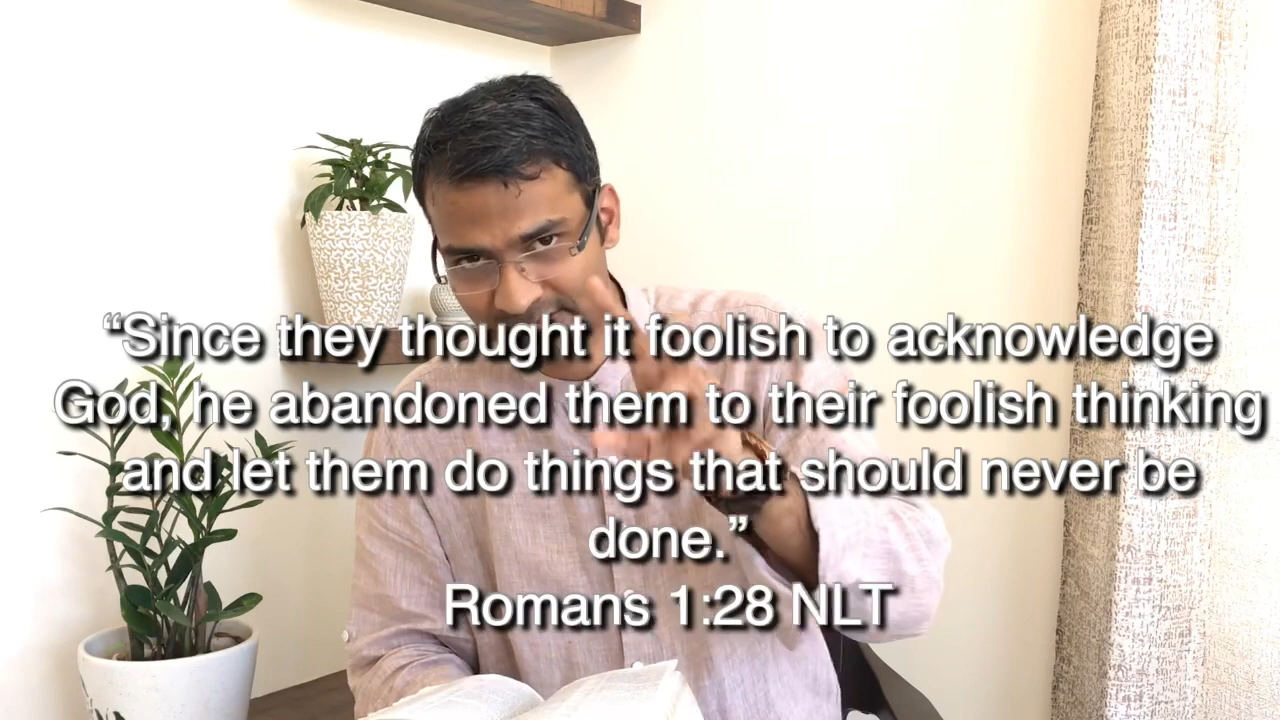 “Since they thought it foolish to acknowledge
God, he abandoned them to their foolish thinking
and let them do things that should never be
done.”
Romans 1:28 NLT